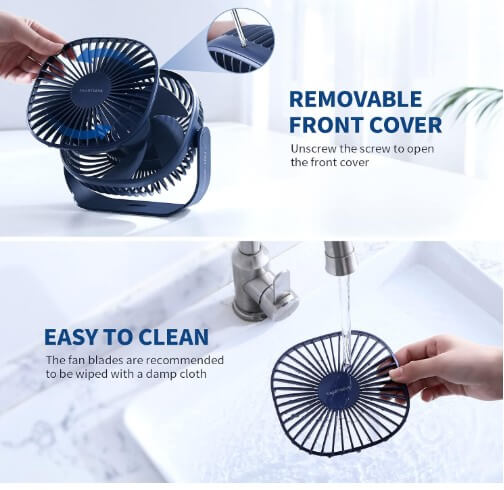 REMOVABLE
FRONT COVER
Unscrew the screw to open
the front cover
EASY TO CLEAN
The fan blades are recommended
to be wiped with a damp cloth